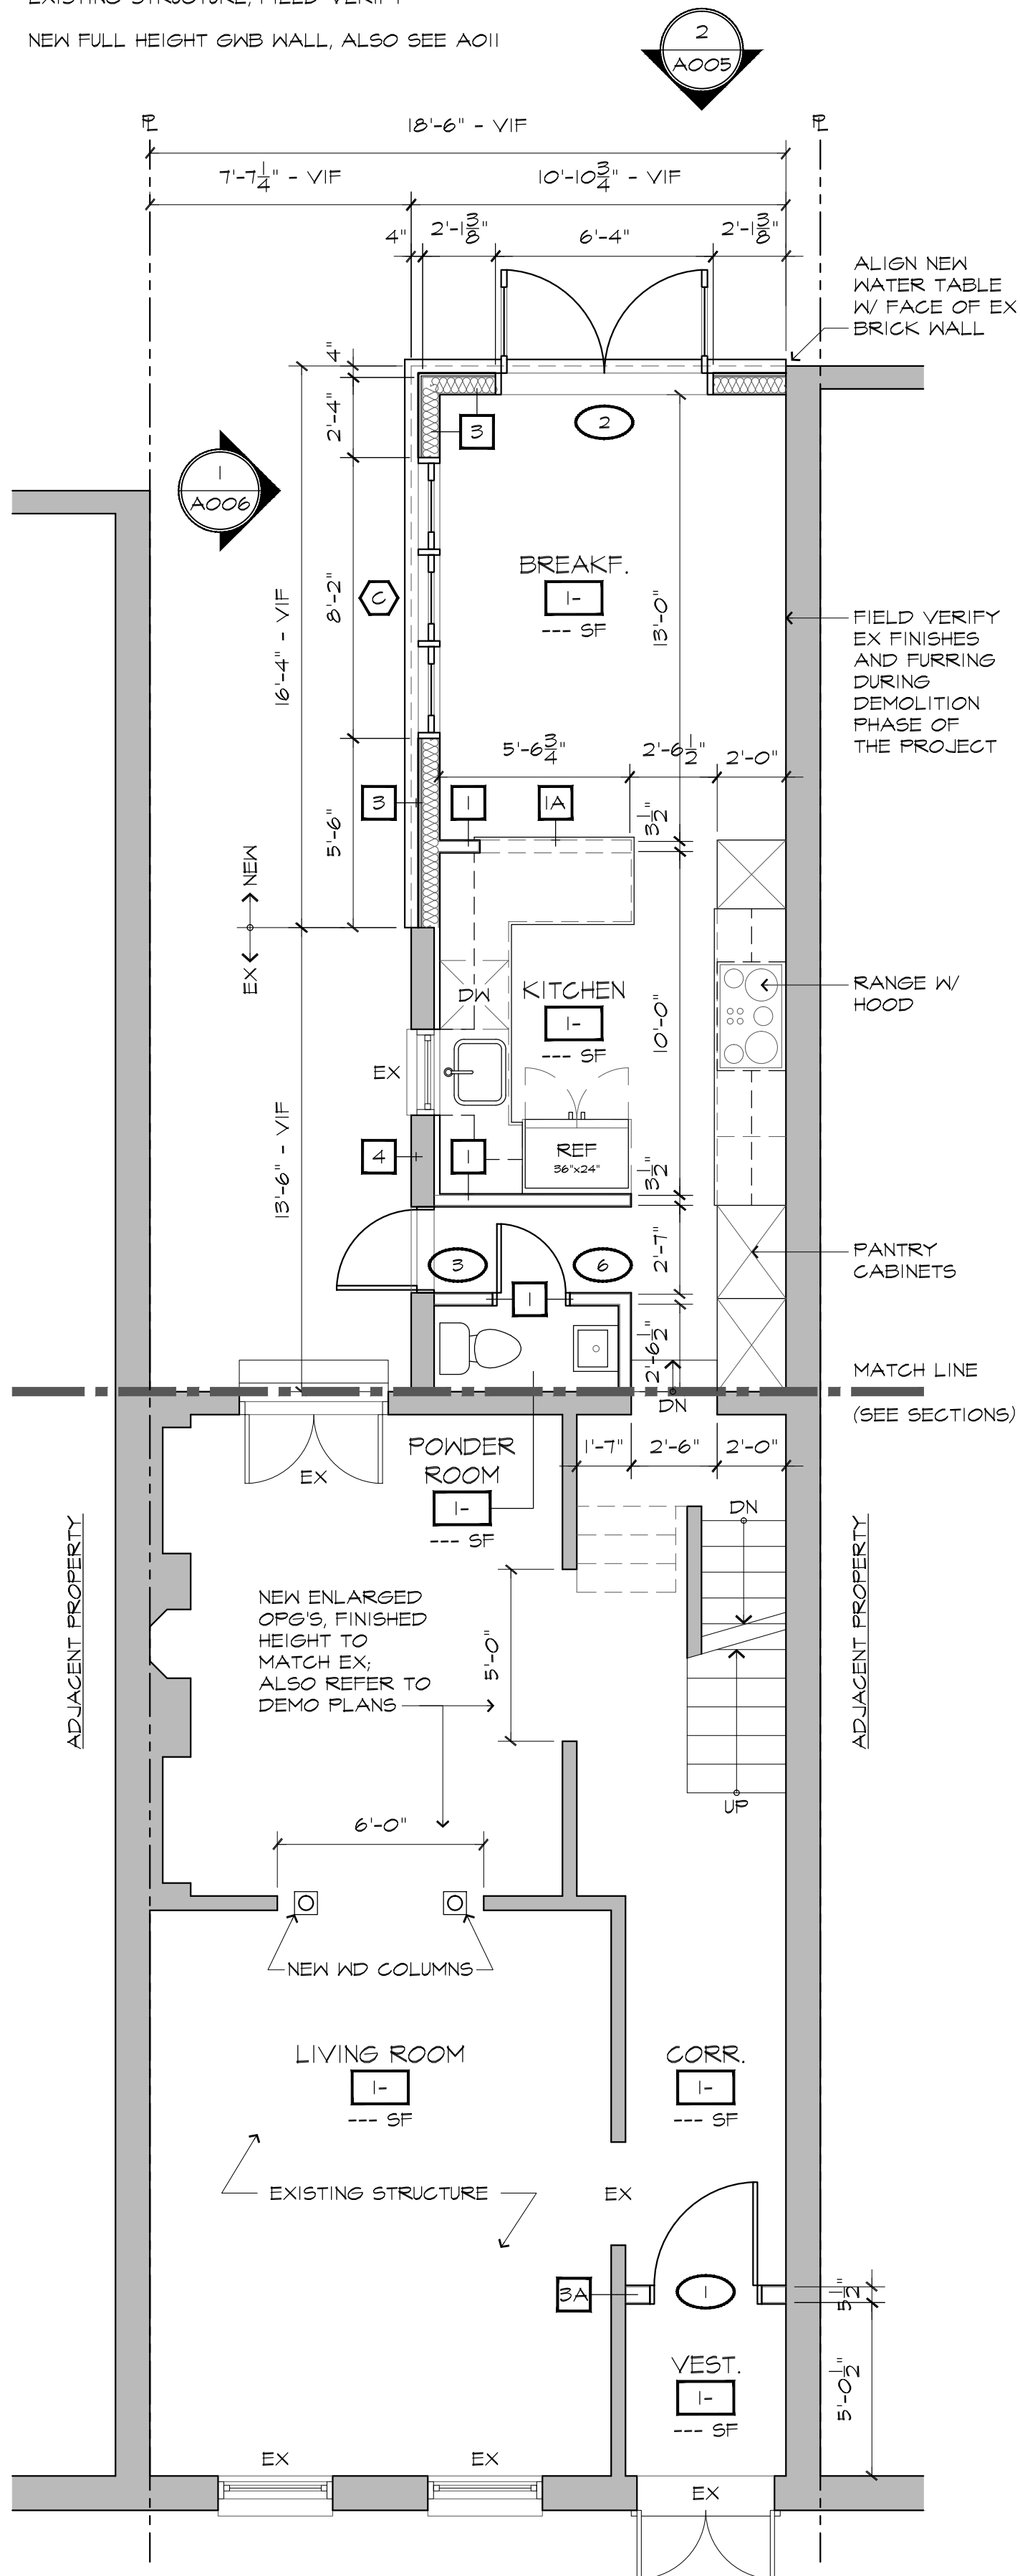 EXISTING STRUCTURE, FIELD VERIFY
NEW FULL HEIGHT GWB WALL, ALSO SEE A011
2
A005
PL
PL
18'-6" - VIF
7'-7 1/4" - VIF
10'-10 3/4" - VIF
4"
2'-1 3/8"
6'-4"
2'-1 3/8"
ALIGN NEW
WATER TABLE
W/ FACE OF EX
BRICK WALL
4"
2'-4"
3
2
1
A006
BREAKF.
1-
--- SF
C
8'-2"
16'-4" - VIF
13'-0"
FIELD VERIFY
EX FINISHES
AND FURRING
DURING
DEMOLITION
PHASE OF
THE PROJECT
5'-6 3/4"
2'-6 1/2"
2'-0"
3
1
1A
3 1/2"
5'-6"
NEW
EX
DW
KITCHEN
1-
--- SF
10'-0"
RANGE W/
HOOD
EX
13'-6" - VIF
4
1
REF
36"x24"
3 1/2"
3
6
2'-7"
PANTRY
CABINETS
1
2'-6 1/2"
MATCH LINE
(SEE SECTIONS)
DN
1'-7"
2'-6"
2'-0"
EX
POWDER
ROOM
1-
--- SF
DN
ADJACENT PROPERTY
ADJACENT PROPERTY
NEW ENLARGED
OPG'S, FINISHED
HEIGHT TO
MATCH EX;
ALSO REFER TO
DEMO PLANS
5'-0"
UP
6'-0"
NEW WD COLUMNS
LIVING ROOM
1-
--- SF
CORR.
1-
--- SF
EXISTING STRUCTURE
EX
3A
1
5 1/2"
VEST.
1-
--- SF
5'-0 1/2"
EX
EX
EX